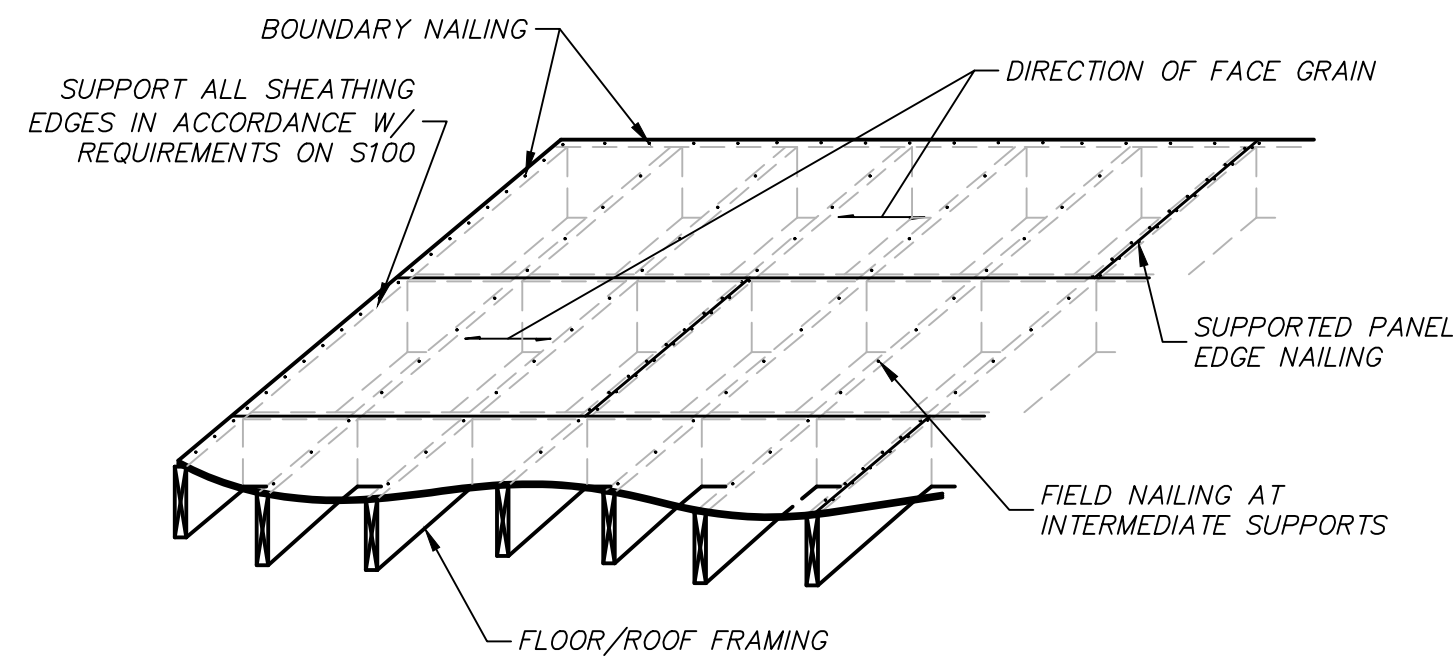 BOUNDARY NAILING
SUPPORT ALL SHEATHING
EDGES IN ACCORDANCE W/
REQUIREMENTS ON S100
DIRECTION OF FACE GRAIN
SUPPORTED PANEL
EDGE NAILING
FIELD NAILING AT
INTERMEDIATE SUPPORTS
FLOOR/ROOF FRAMING